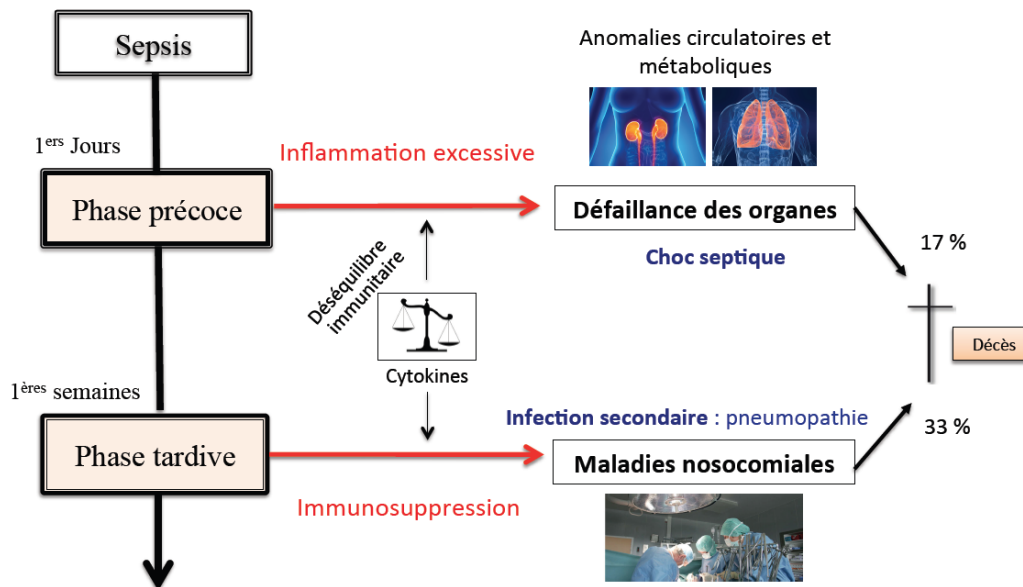 Sepsis
Anomalies circulatoires et
métaboliques
1ers Jours
Inflammation excessive
Phase précoce
Défaillance des organes
Choc septique
17 %
Déséquilibre
immunitaire
Cytokines
Décès
1ères semaines
Infection secondaire : pneumopathie
33 %
Phase tardive
Maladies nosocomiales
Immunosuppression